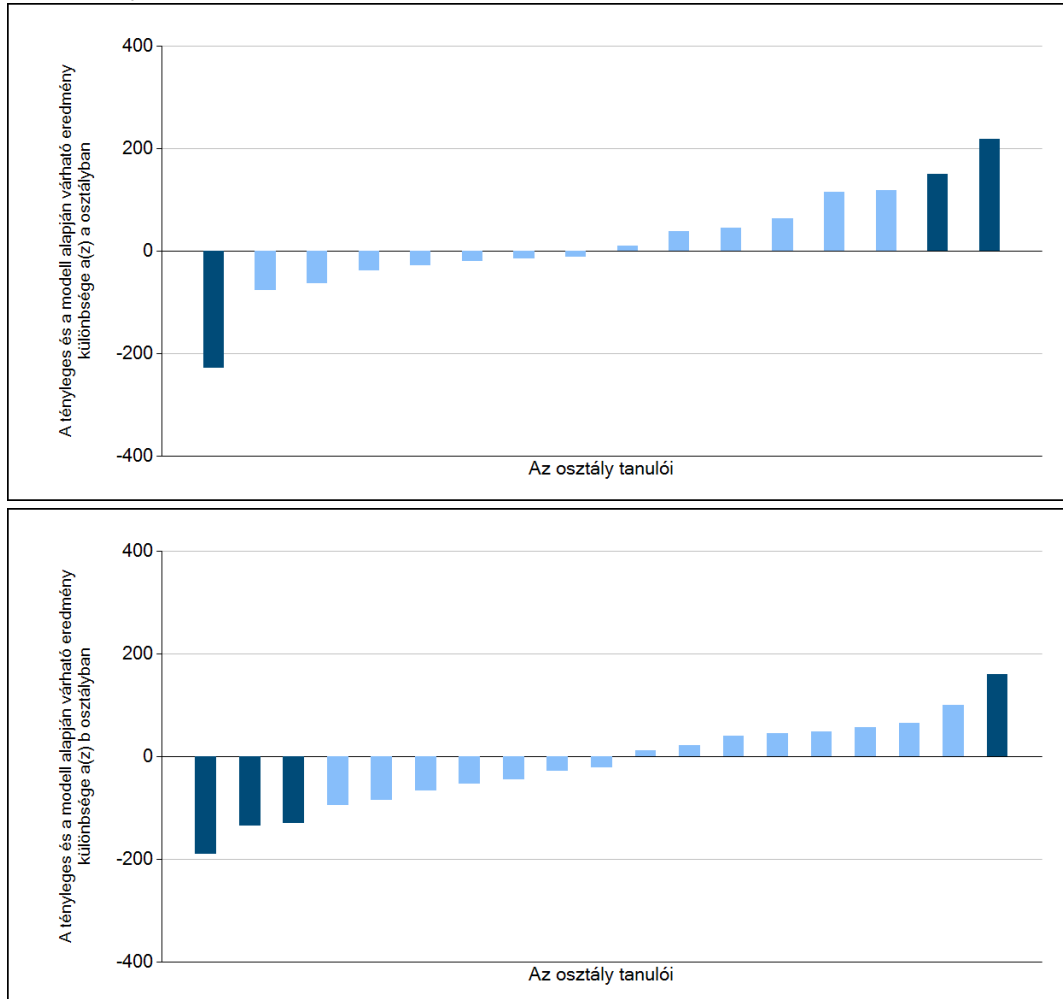 A tényleges és a modell alapján várható eredmény
különbsége a(z) a osztályban
400
200
0
-200
-400
Az osztály tanulói
A tényleges és a modell alapján várható eredmény
különbsége a(z) b osztályban
400
200
0
-200
-400
Az osztály tanulói